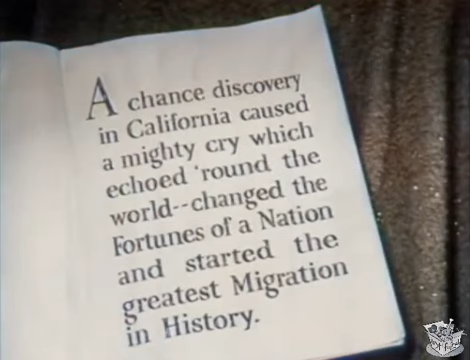 A chance discovery
in California caused
a mighty cry which
echoed 'round the
world--changed the
Fortunes of a Nation
and started the
greatest Migration
in History.